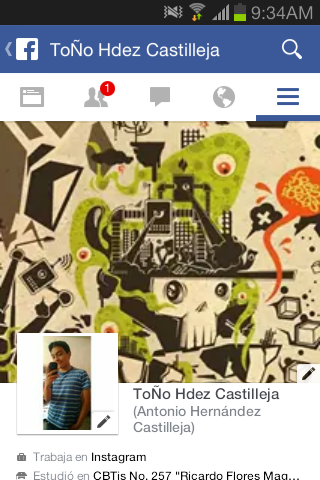 9:34AM
ToÑo Hdez Castilleja
1
ToÑo Hdez Castilleja
(Antonio Hernández
Castilleja)
Trabaja en Instagram
Estudió en CBTis No. 257 "Ricardo Flores Mag...